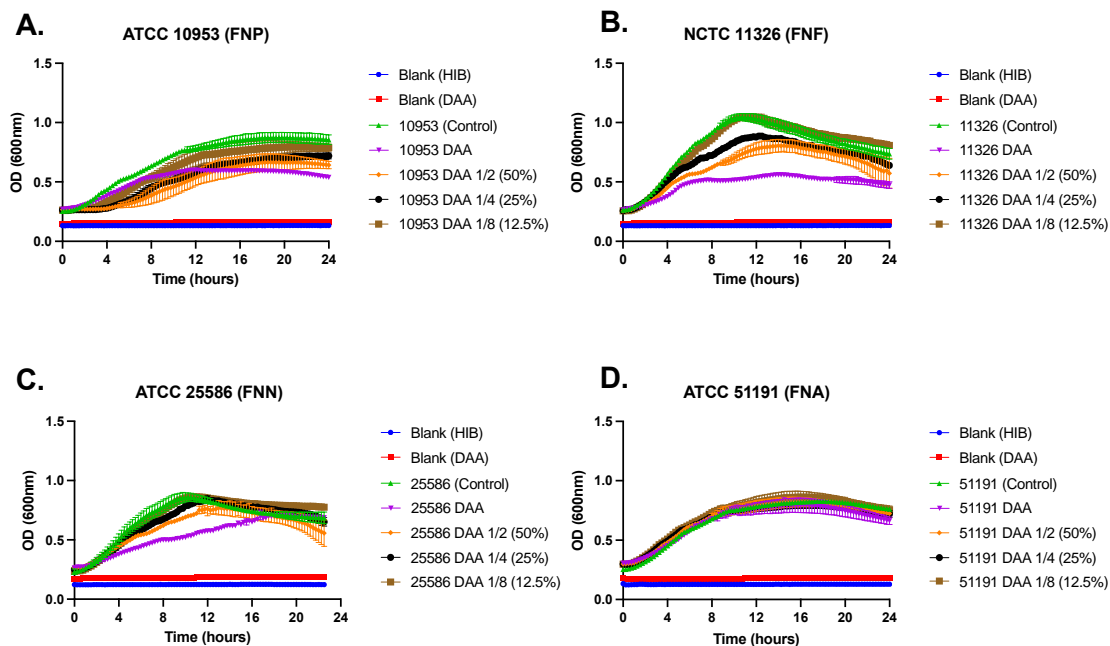 A.
ATCC 10953 (FNP)
OD (600nm)
1.5
1.0
0.5
0.0
0 4 8 12 16 20 24
Time (hours)
Blank (HIB)
Blank (DAA)
10953 (Control)
10953 DAA
10953 DAA 1/2 (50%)
10953 DAA 1/4 (25%)
10953 DAA 1/8 (12.5%)
B.
NCTC 11326 (FNF)
OD (600nm)
1.5
1.0
0.5
0.0
0 4 8 12 16 20 24
Time (hours)
Blank (HIB)
Blank (DAA)
11326 (Control)
11326 DAA
11326 DAA 1/2 (50%)
11326 DAA 1/4 (25%)
11326 DAA 1/8 (12.5%)
C.
ATCC 25586 (FNN)
OD (600nm)
1.5
1.0
0.5
0.0
0 4 8 12 16 20 24
Time (hours)
Blank (HIB)
Blank (DAA)
25586 (Control)
25586 DAA
25586 DAA 1/2 (50%)
25586 DAA 1/4 (25%)
25586 DAA 1/8 (12.5%)
D.
ATCC 51191 (FNA)
OD (600nm)
1.5
1.0
0.5
0.0
0 4 8 12 16 20 24
Time (hours)
Blank (HIB)
Blank (DAA)
51191 (Control)
51191 DAA
51191 DAA 1/2 (50%)
51191 DAA 1/4 (25%)
51191 DAA 1/8 (12.5%)